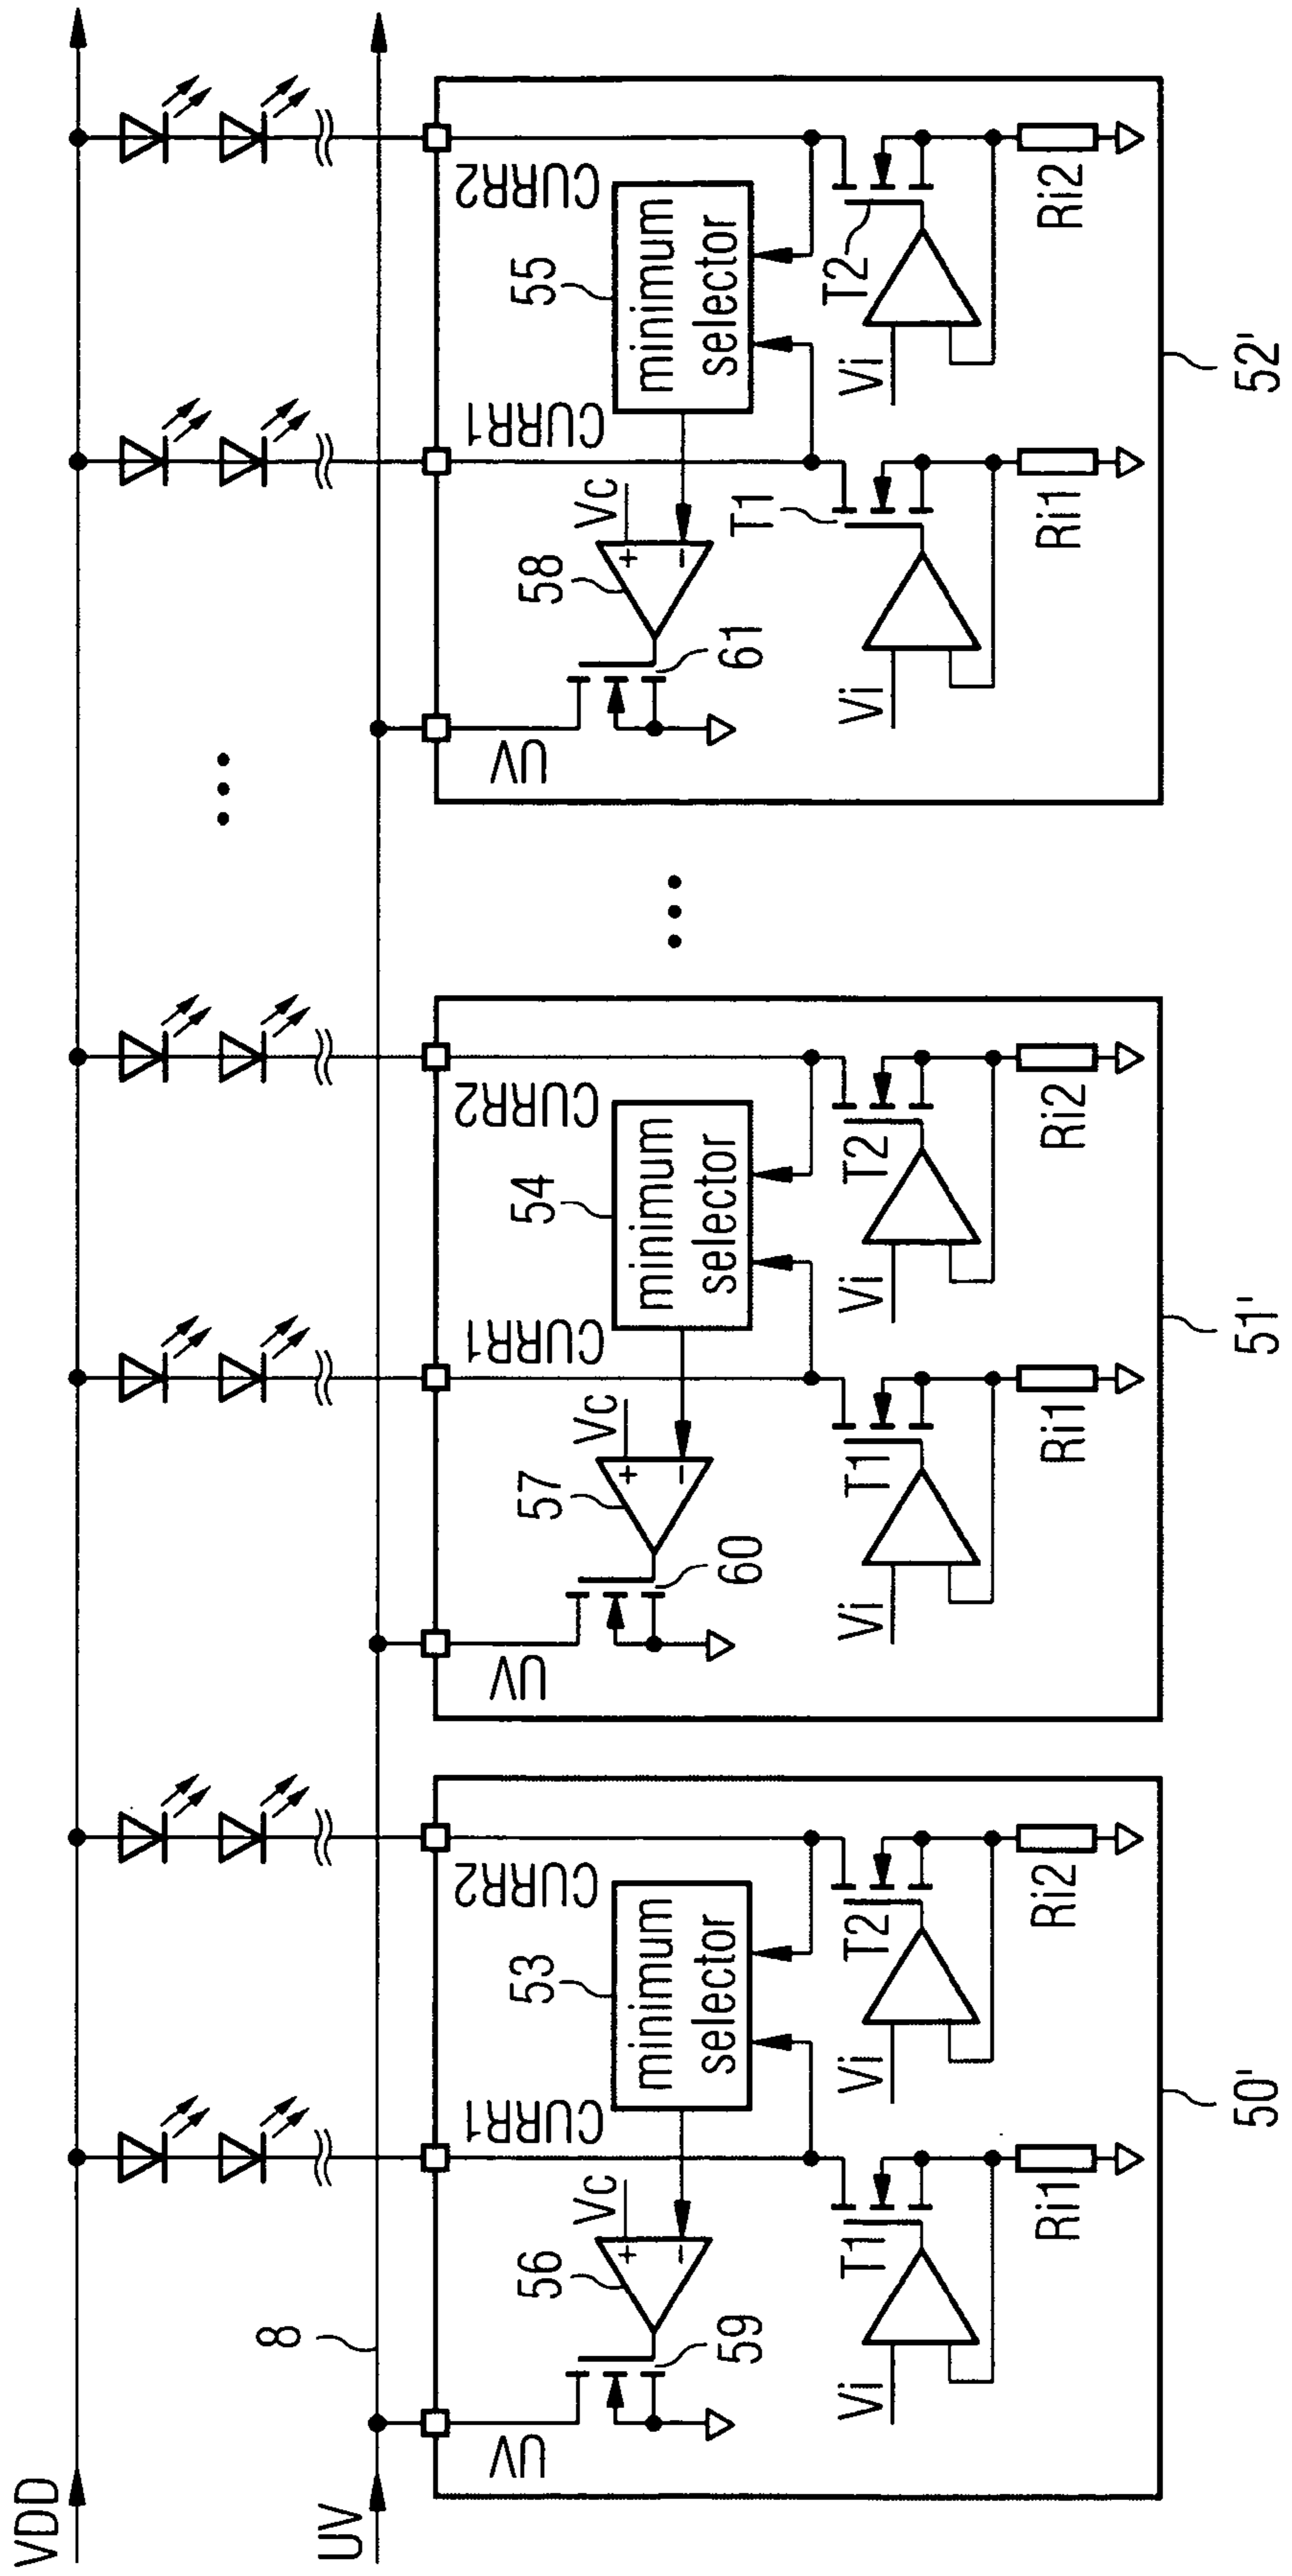 VDD
UV
8
UV
56
Vc
+
−
59
CURR1
53
minimum
selector
CURR2
Vi
T1
Ri1
Vi
T2
Ri2
50'
UV
57
Vc
+
−
60
CURR1
54
minimum
selector
CURR2
Vi
T1
Ri1
Vi
T2
Ri2
51'
UV
58
Vc
+
−
61
CURR1
55
minimum
selector
CURR2
Vi
T1
Ri1
Vi
T2
Ri2
52'